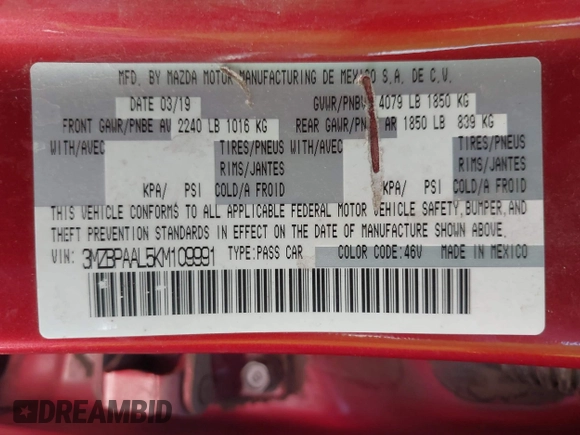 MFD. BY MAZDA MOTOR MANUFACTURING DE MEXICO S.A. DE C.V.
DATE 03/19 GVWR/PNBV 4079 LB 1850 KG
FRONT GAWR/PNBE AV 2240 LB 1016 KG REAR GAWR/PNBE AR 1850 LB 839 KG
WITH/AVEC TIRES/PNEUS WITH/AVEC TIRES/PNEUS
RIMS/JANTES RIMS/JANTES
KPA/ PSI COLD/A FROID KPA/ PSI COLD/A FROID
THIS VEHICLE CONFORMS TO ALL APPLICABLE FEDERAL MOTOR VEHICLE SAFETY, BUMPER, AND
THEFT PREVENTION STANDARDS IN EFFECT ON THE DATE OF MANUFACTURE SHOWN ABOVE.
VIN: 3MZBPAAL5KM109991 TYPE:PASS CAR COLOR CODE:46V MADE IN MEXICO
DREAMBID